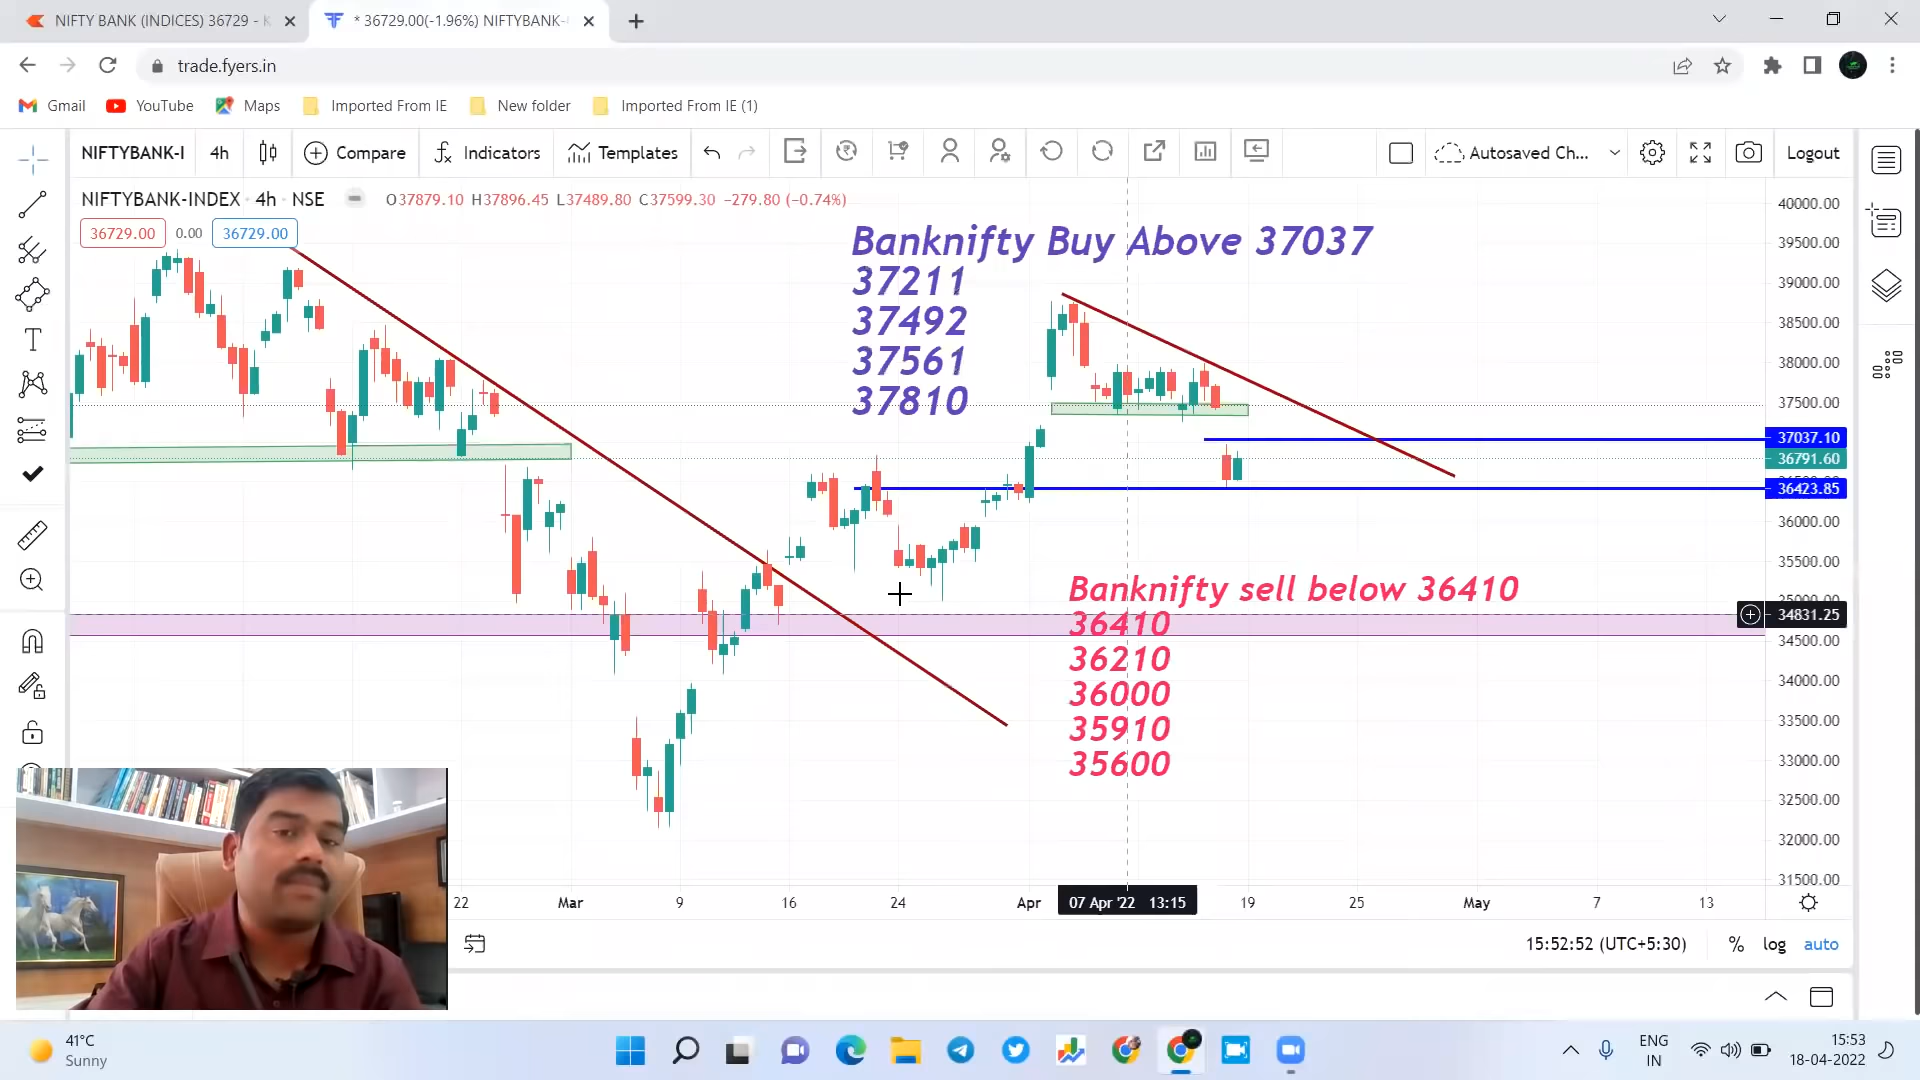 NIFTY BANK (INDICES) 36729 - K
* 36729.00(-1.96%) NIFTYBANK-
trade.fyers.in
Gmail YouTube Maps Imported From IE New folder Imported From IE (1)
NIFTYBANK-I 4h Compare Indicators Templates Autosaved Ch... Logout
NIFTYBANK-INDEX · 4h · NSE O37879.10 H37896.45 L37489.80 C37599.30 -279.80 (-0.74%)
36729.00 0.00 36729.00
Banknifty Buy Above 37037
37211
37492
37561
37810
Banknifty sell below 36410
36410
36210
36000
35910
35600
40000.00
39500.00
39000.00
38500.00
38000.00
37500.00
37037.10
36791.60
36423.85
36000.00
35500.00
34831.25
34500.00
34000.00
33500.00
33000.00
32500.00
32000.00
31500.00
22 Mar 9 16 24 Apr 07 Apr '22 13:15 19 25 May 7 13
15:52:52 (UTC+5:30) % log auto
41°C
Sunny
ENG
IN
15:53
18-04-2022